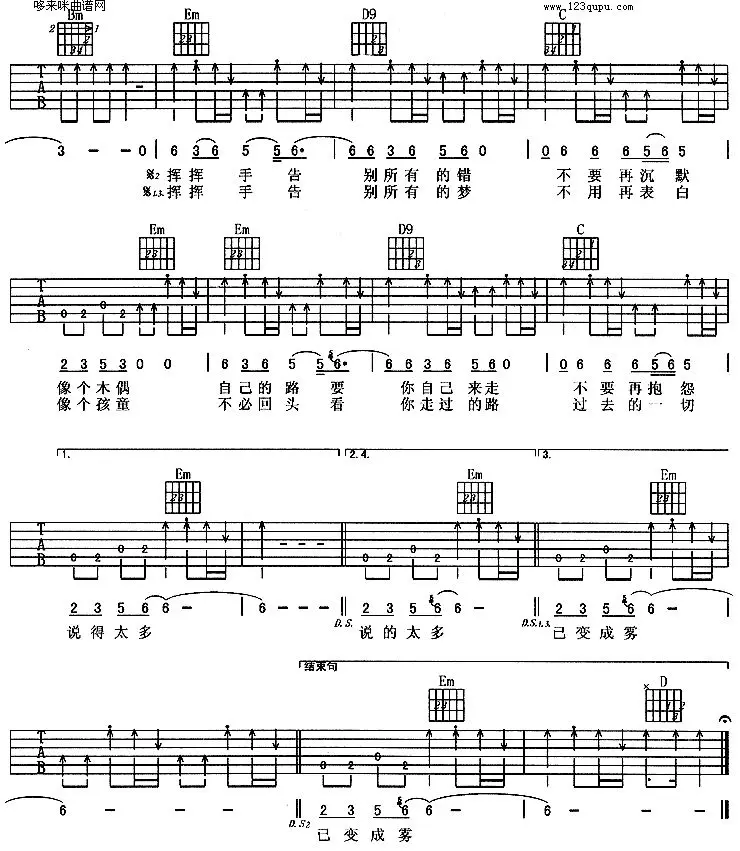 哆来咪曲谱网 www.123qupu.com
Bm Em D9 C
3 - - 0 | 6 3 6 5 5 6· | 6 6 3 6 5 6 0 | 0 6 6 6 5 6 5
𝄋2 挥挥手告 别所有的错 不要再沉默
𝄋1.3. 挥挥手告 别所有的梦 不用再表白
Em Em D9 C
2 3 5 3 0 0 | 6 6 3 6 5 5 6· | 6 6 3 6 5 6 0 | 0 6 6 6 5 6 5
像个木偶 自己的路要 你自己来走 不要再抱怨
像个孩童 不必回头看 你走过的路 过去的一切
1. 2.4. 3.
Em Em Em
2 3 5 6 6 - | 6 - - - || 2 3 5 6 6 - || 2 3 5 6 6 -
D.S. D.S.1.3.
说得太多 说的太多 已变成雾
结束句
Em D
6 - - - || 2 3 5 6 6 - | 6 - - - ||
D.S2
已变成雾